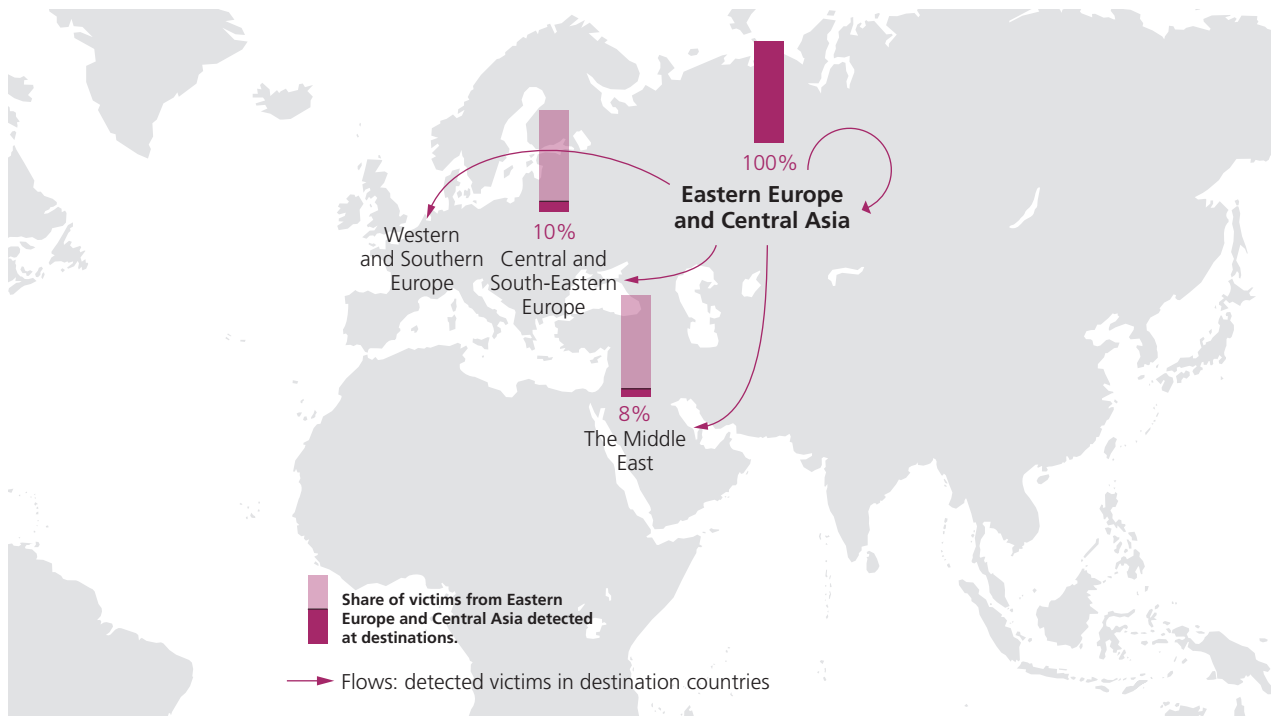 100%
Eastern Europe
and Central Asia
Western
and Southern
Europe
10%
Central and
South-Eastern
Europe
8%
The Middle
East
Share of victims from Eastern
Europe and Central Asia detected
at destinations.
Flows: detected victims in destination countries